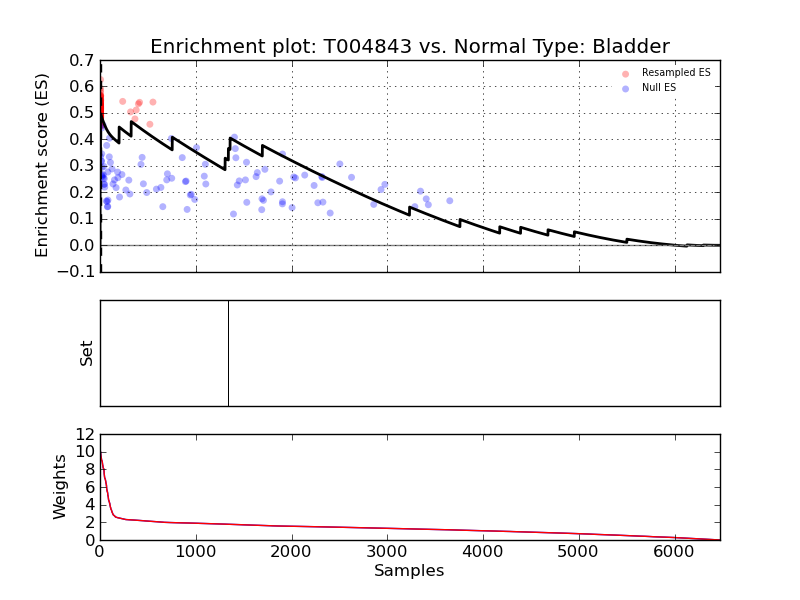 Enrichment plot: T004843 vs. Normal Type: Bladder
Enrichment score (ES)
0.7
0.6
0.5
0.4
0.3
0.2
0.1
0.0
−0.1
Resampled ES
Null ES
Set
Weights
12
10
8
6
4
2
0
0 1000 2000 3000 4000 5000 6000
Samples